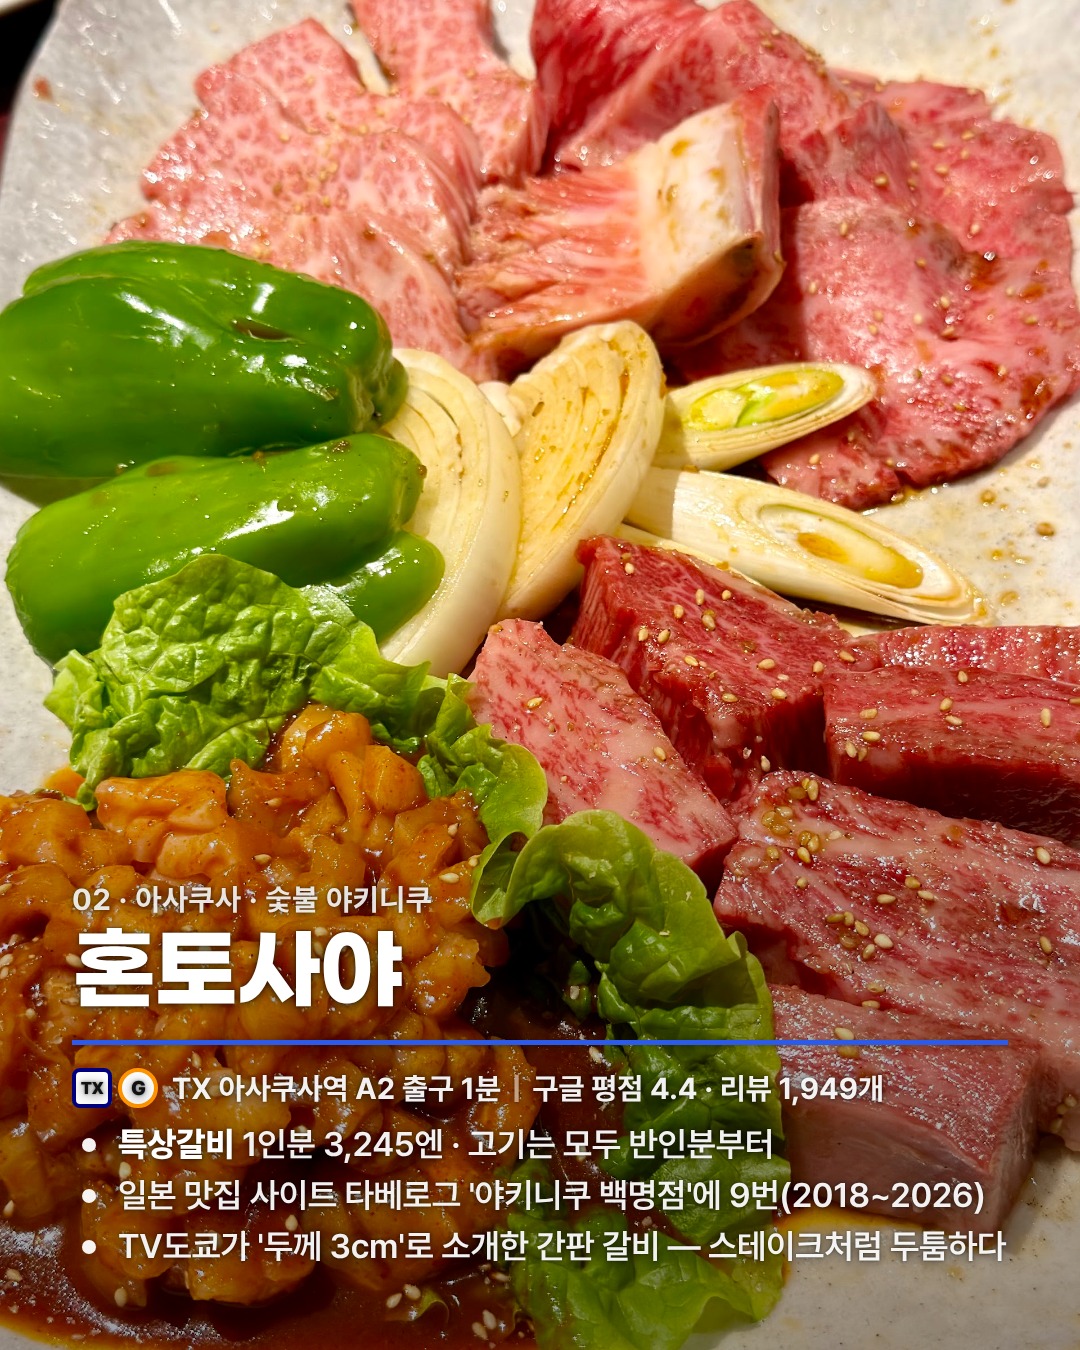 02 · 아사쿠사 · 숯불 야키니쿠
혼토사야
TX G TX 아사쿠사역 A2 출구 1분 | 구글 평점 4.4 · 리뷰 1,949개
• 특상갈비 1인분 3,245엔 · 고기는 모두 반인분부터
• 일본 맛집 사이트 타베로그 '야키니쿠 백명점'에 9번(2018~2026)
• TV도쿄가 '두께 3cm'로 소개한 간판 갈비 — 스테이크처럼 두툼하다